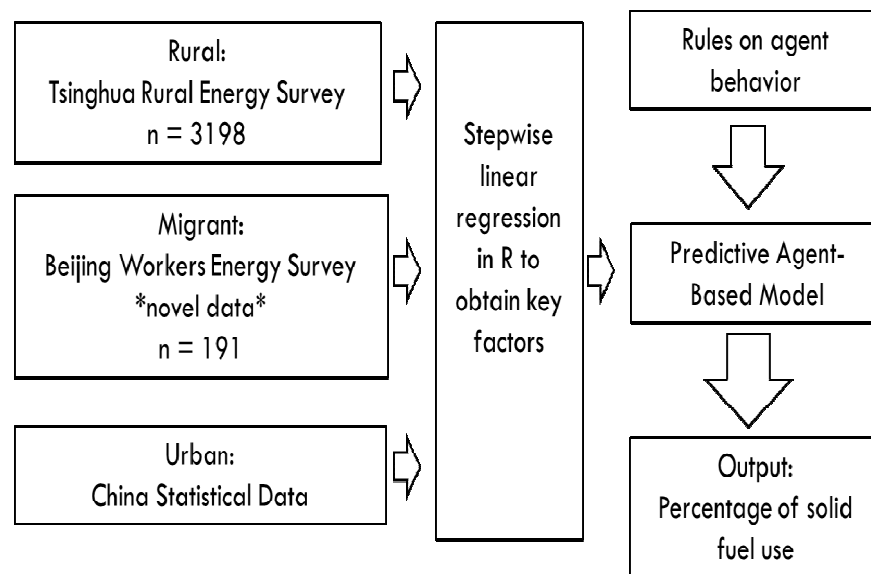 Rural:
Tsinghua Rural Energy Survey
n = 3198
Migrant:
Beijing Workers Energy Survey
*novel data*
n = 191
Urban:
China Statistical Data
Stepwise
linear
regression
in R to
obtain key
factors
Rules on agent
behavior
Predictive Agent-
Based Model
Output:
Percentage of solid
fuel use